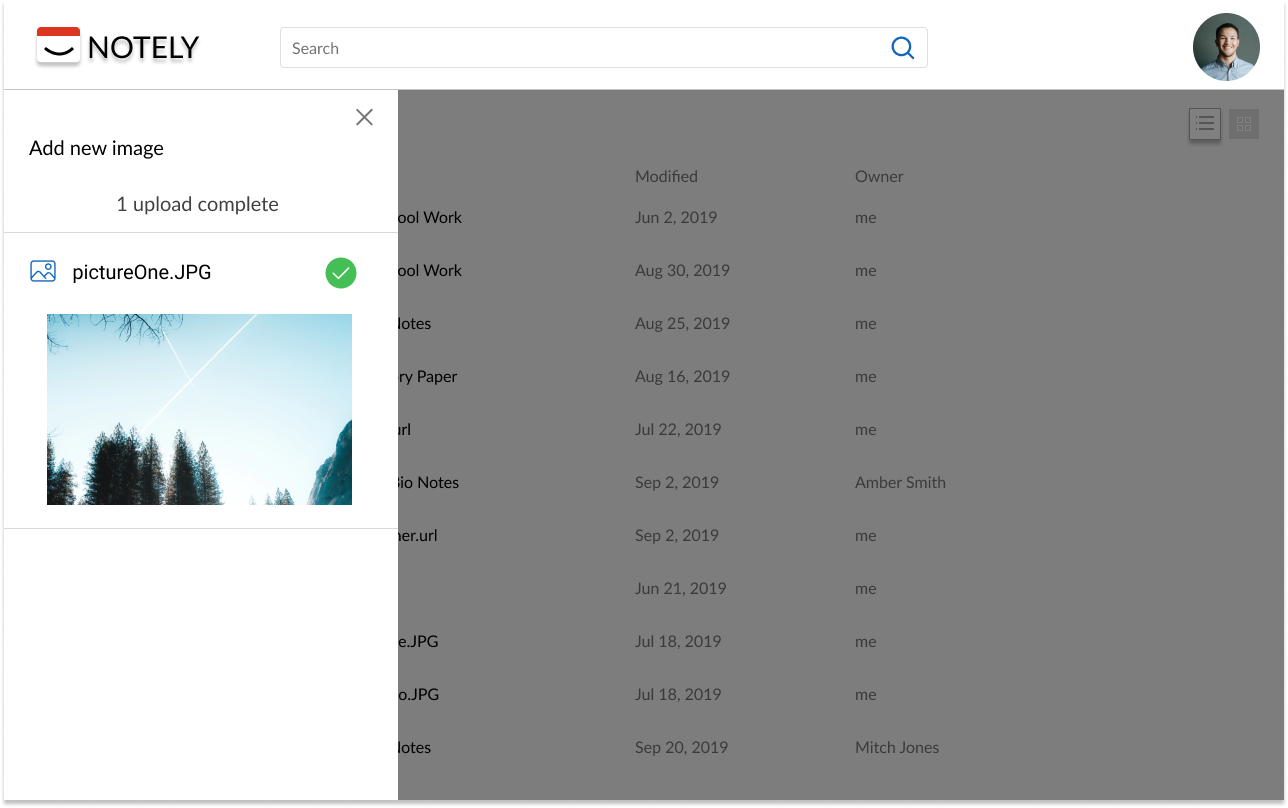 NOTELY
Search
Add new image
1 upload complete
pictureOne.JPG
Modified
Owner
ool Work
Jun 2, 2019
me
ool Work
Aug 30, 2019
me
Notes
Aug 25, 2019
me
ry Paper
Aug 16, 2019
me
url
Jul 22, 2019
me
Bio Notes
Sep 2, 2019
Amber Smith
her.url
Sep 2, 2019
me
Jun 21, 2019
me
e.JPG
Jul 18, 2019
me
o.JPG
Jul 18, 2019
me
Notes
Sep 20, 2019
Mitch Jones